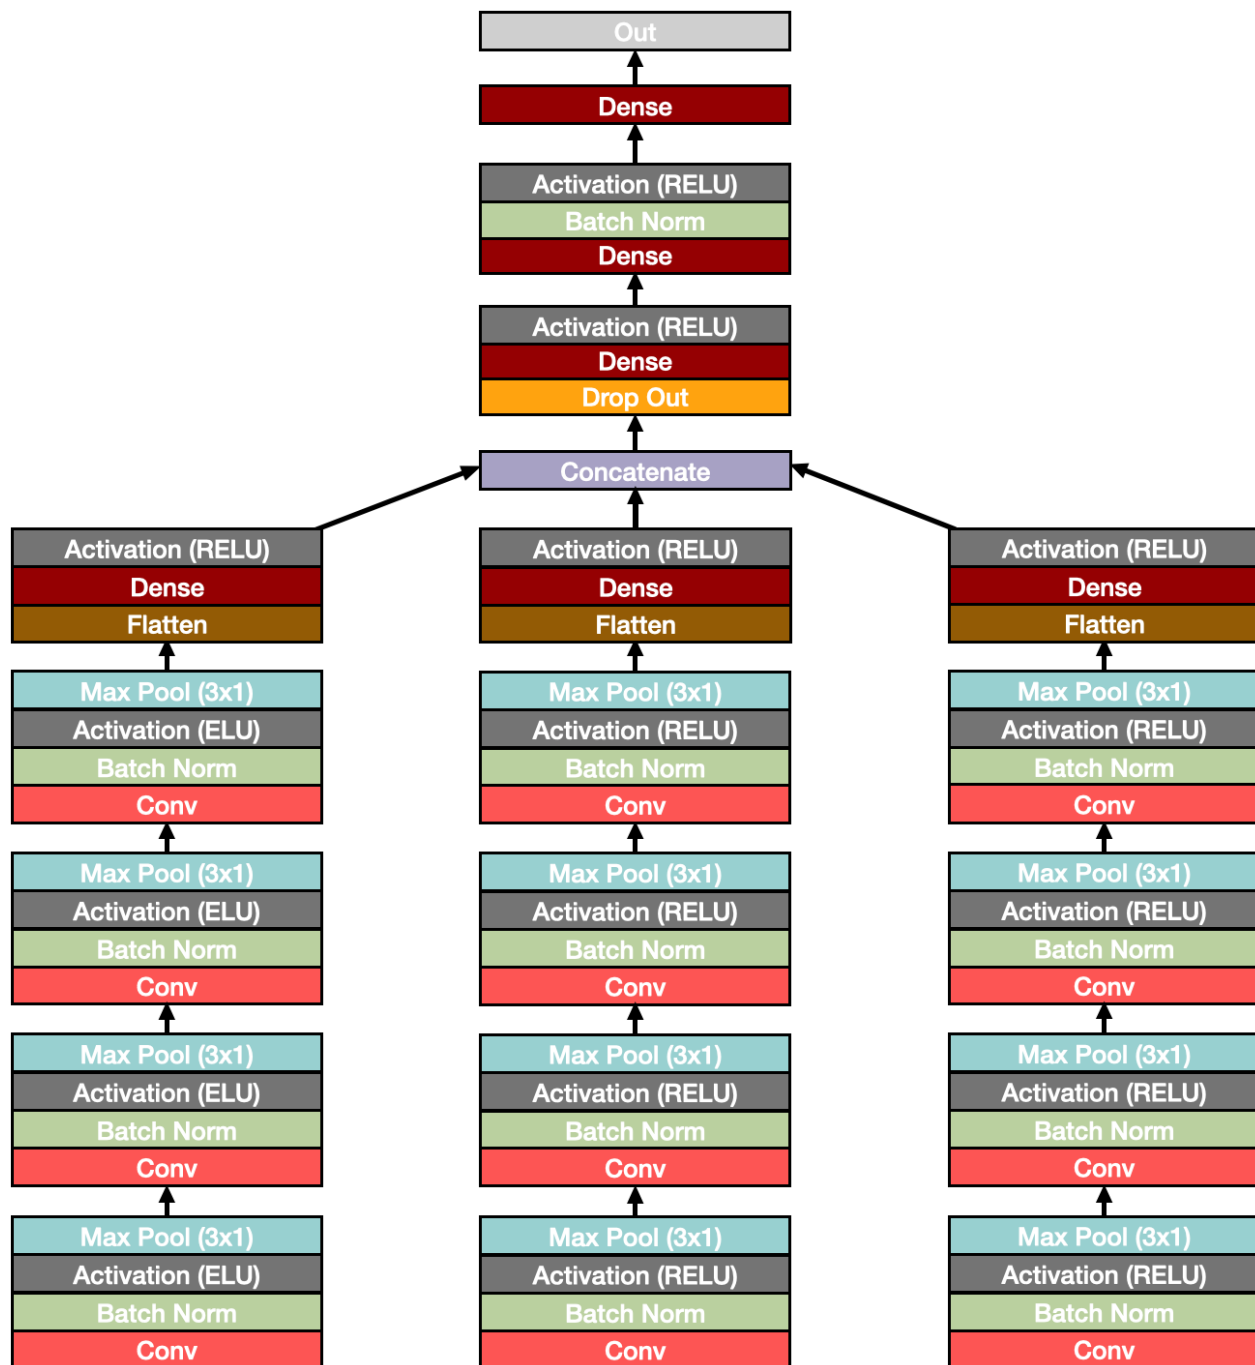 Out
Dense
Activation (RELU)
Batch Norm
Dense
Activation (RELU)
Dense
Drop Out
Concatenate
Activation (RELU)
Dense
Flatten
Max Pool (3x1)
Activation (ELU)
Batch Norm
Conv
Max Pool (3x1)
Activation (ELU)
Batch Norm
Conv
Max Pool (3x1)
Activation (ELU)
Batch Norm
Conv
Max Pool (3x1)
Activation (ELU)
Batch Norm
Conv
Activation (RELU)
Dense
Flatten
Max Pool (3x1)
Activation (RELU)
Batch Norm
Conv
Max Pool (3x1)
Activation (RELU)
Batch Norm
Conv
Max Pool (3x1)
Activation (RELU)
Batch Norm
Conv
Max Pool (3x1)
Activation (RELU)
Batch Norm
Conv
Activation (RELU)
Dense
Flatten
Max Pool (3x1)
Activation (RELU)
Batch Norm
Conv
Max Pool (3x1)
Activation (RELU)
Batch Norm
Conv
Max Pool (3x1)
Activation (RELU)
Batch Norm
Conv
Max Pool (3x1)
Activation (RELU)
Batch Norm
Conv